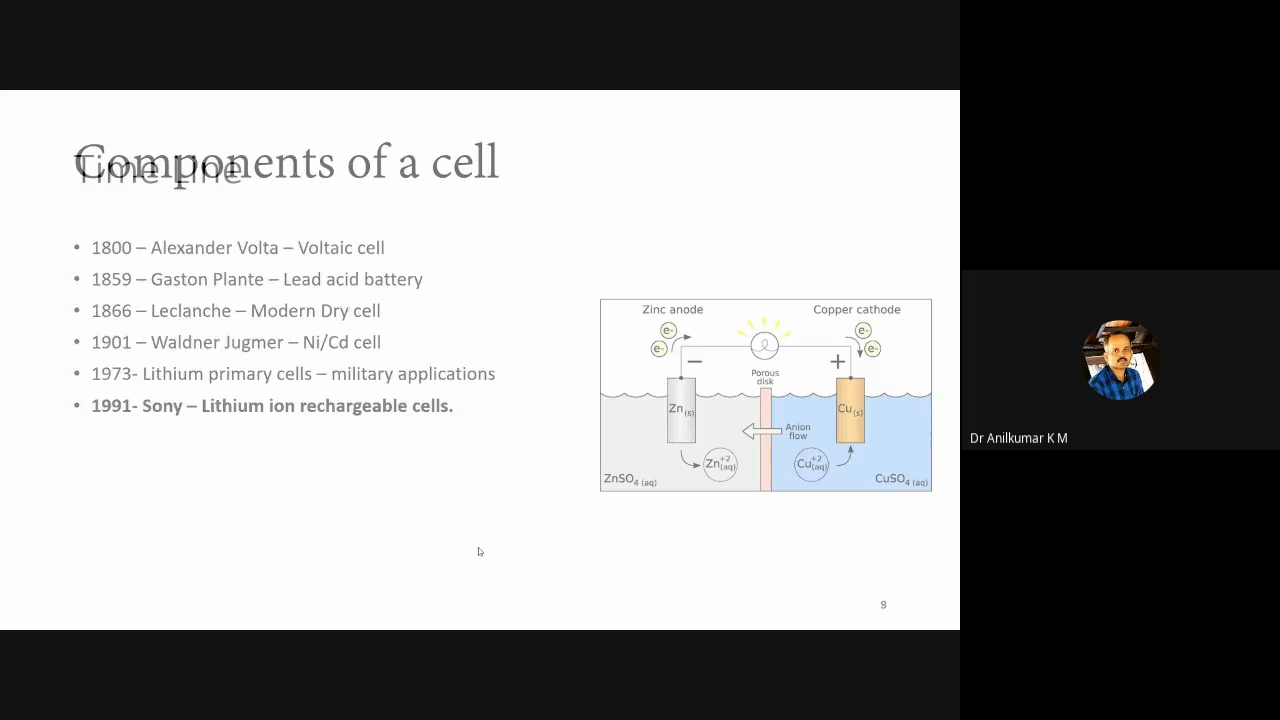 Components of a cell
Time Line
• 1800 – Alexander Volta – Voltaic cell
• 1859 – Gaston Plante – Lead acid battery
• 1866 – Leclanche – Modern Dry cell
• 1901 – Waldner Jugmer – Ni/Cd cell
• 1973- Lithium primary cells – military applications
• 1991- Sony – Lithium ion rechargeable cells.
Zinc anode
Copper cathode
e-
e-
e-
e-
−
+
Porous
disk
Zn(s)
Cu(s)
Anion
flow
Zn+2(aq)
Cu+2(aq)
ZnSO4 (aq)
CuSO4 (aq)
Dr Anilkumar K M